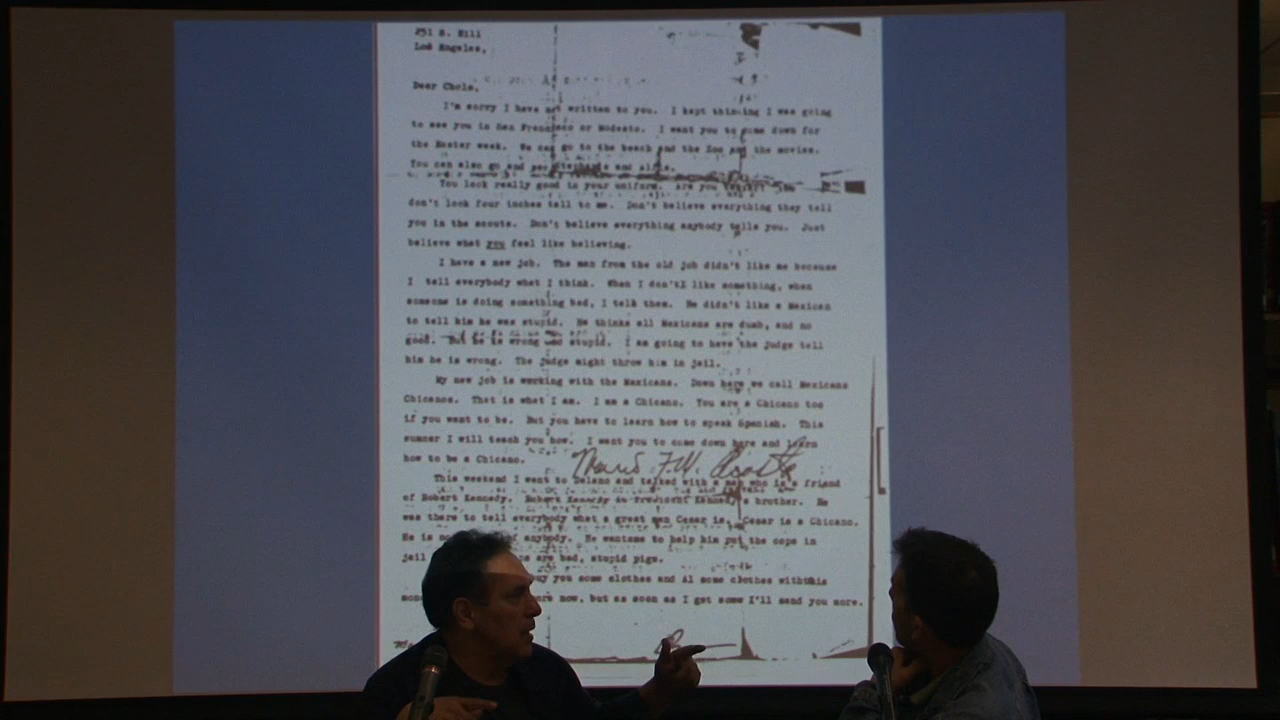 251 S. Hill
Los Angeles,
Dear Cholo,
I'm sorry I have not written to you. I kept thinking I was going
to see you in San Francisco or Modesto. I want you to come down for
the Easter week. We can go to the beach and the Zoo and the movies.
You can also go and and
You look really good in your uniform. Are you You
don't look four inches tall to me. Don't believe everything they tell
you in the scouts. Don't believe everything anybody tells you. Just
believe what you feel like believing.
I have a new job. The man from the old job didn't like me because
I tell everybody what I think. When I don'tl like something, when
someone is doing something bad, I tell them. He didn't like a Mexican
to tell him he was stupid. He thinks all Mexicans are dumb, and no
good. But he is wrong and stupid. I am going to have the judge tell
him he is wrong. The judge might throw him in jail.
My new job is working with the Mexicans. Down here we call Mexicans
Chicanos. That is what I am. I am a Chicano. You are a Chicano too
if you want to be. But you have to learn how to speak Spanish. This
summer I will teach you how. I want you to come down here and learn
how to be a Chicano.
Acosta
This weekend I went to Delano and talked with a man who is a friend
of Robert Kennedy. Robert Kennedy is President Kennedy's brother. He
was there to tell everybody what a great man Cesar is. Cesar is a Chicano.
He is of anybody. He wantsme to help him put the cops in
jail are bad, stupid pigs.
buy you some clothes and Al some clothes withthis
now, but as soon as I get some I'll send you more.